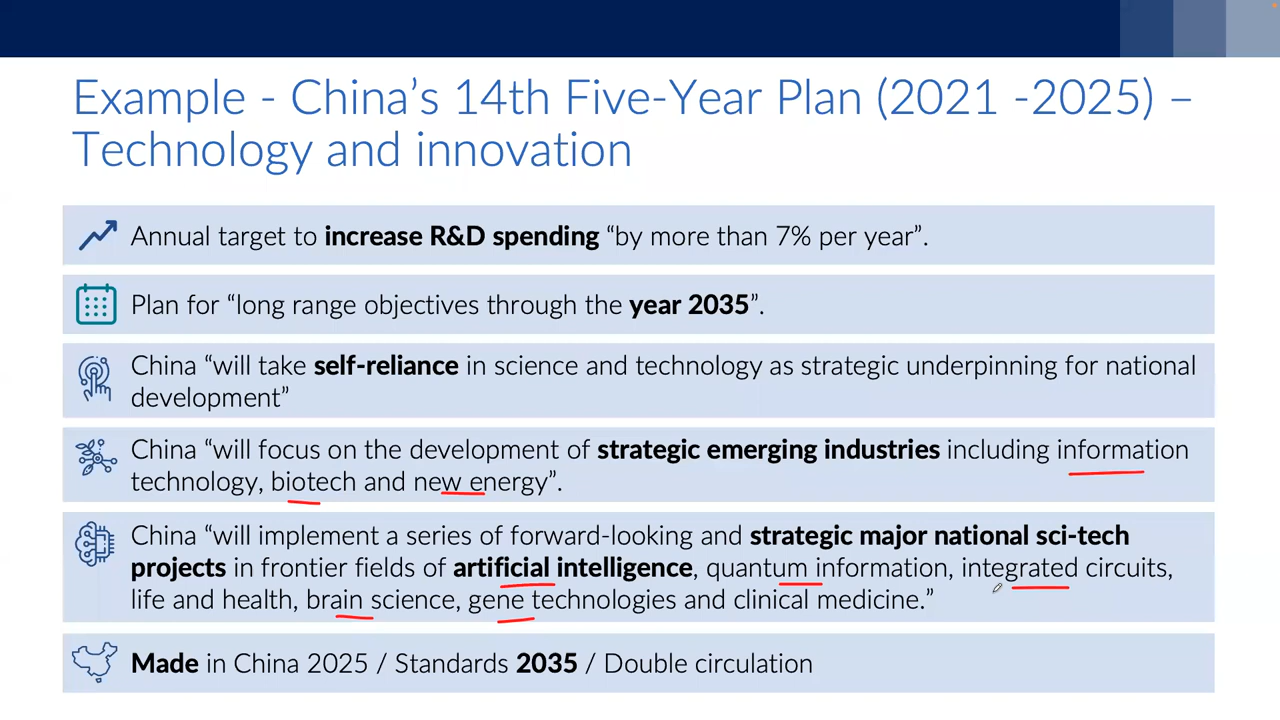 Example - China’s 14th Five-Year Plan (2021 -2025) –
Technology and innovation
Annual target to increase R&D spending “by more than 7% per year”.
Plan for “long range objectives through the year 2035”.
China “will take self-reliance in science and technology as strategic underpinning for national
development”
China “will focus on the development of strategic emerging industries including information
technology, biotech and new energy”.
China “will implement a series of forward-looking and strategic major national sci-tech
projects in frontier fields of artificial intelligence, quantum information, integrated circuits,
life and health, brain science, gene technologies and clinical medicine.”
Made in China 2025 / Standards 2035 / Double circulation